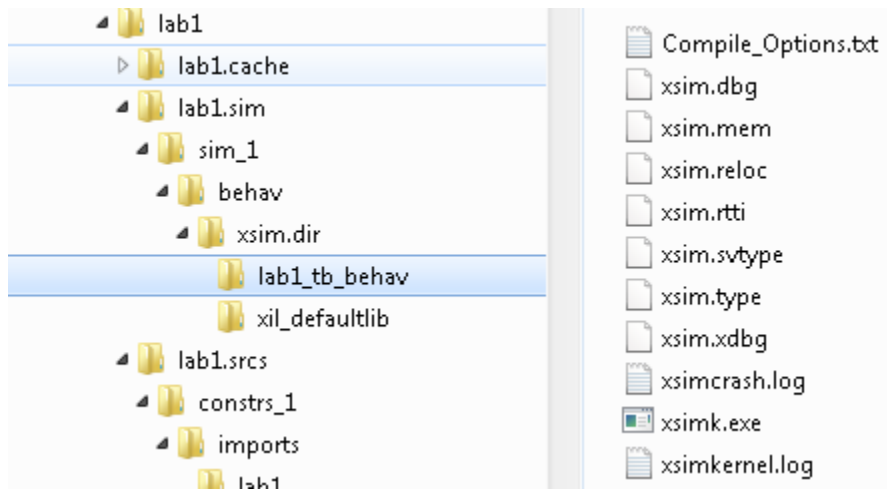 lab1
lab1.cache
lab1.sim
sim_1
behav
xsim.dir
lab1_tb_behav
xil_defaultlib
lab1.srcs
constrs_1
imports
lab1
Compile_Options.txt
xsim.dbg
xsim.mem
xsim.reloc
xsim.rtti
xsim.svtype
xsim.type
xsim.xdbg
xsimcrash.log
xsimk.exe
xsimkernel.log